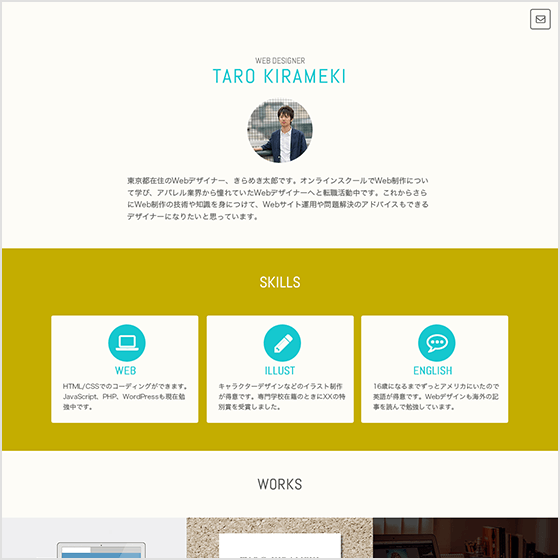 WEB DESIGNER
TARO KIRAMEKI
東京都在住のWebデザイナー、きらめき太郎です。オンラインスクールでWeb制作につい
て学び、アパレル業界から憧れていたWebデザイナーへと転職活動中です。これからさら
にWeb制作の技術や知識を身につけて、Webサイト運用や問題解決のアドバイスもできる
デザイナーになりたいと思っています。
SKILLS
WEB
HTML/CSSでのコーディングができます。
JavaScript、PHP、WordPressも現在勉
強中です。
ILLUST
キャラクターデザインなどのイラスト制作
が得意です。専門学校在籍のときにXXの特
別賞を受賞しました。
ENGLISH
16歳になるまでずっとアメリカにいたので
英語が得意です。Webデザインも海外の記
事を読んで勉強しています。
WORKS